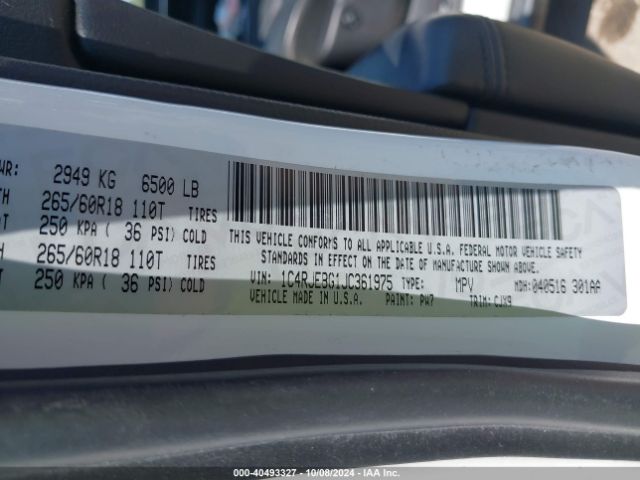 WR: 2949 KG 6500 LB
TH 265/60R18 110T TIRES
250 KPA ( 36 PSI) COLD
H 265/60R18 110T TIRES
250 KPA ( 36 PSI) COLD
THIS VEHICLE CONFORMS TO ALL APPLICABLE U.S.A. FEDERAL MOTOR VEHICLE SAFETY
STANDARDS IN EFFECT ON THE DATE OF MANUFACTURE SHOWN ABOVE.
VIN: 1C4RJEBG1JC361975 TYPE: MPV MDH: 040516 301AA
VEHICLE MADE IN U.S.A. PAINT: PW7 TRIM: CJX9
000-40493327 - 10/08/2024 - IAA Inc.